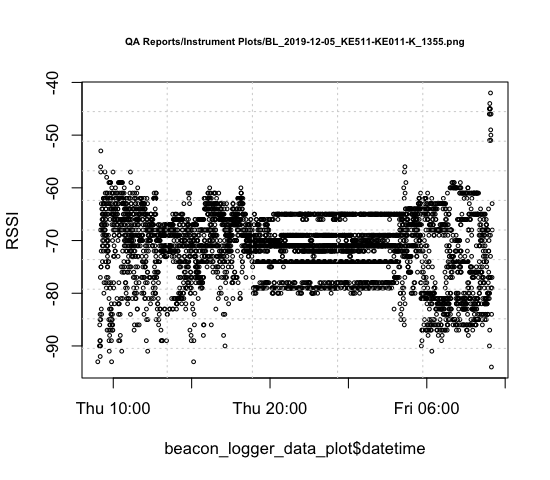 QA Reports/Instrument Plots/BL_2019-12-05_KE511-KE011-K_1355.png
-40
-50
-60
-70
-80
-90
RSSI
Thu 10:00 Thu 20:00 Fri 06:00
beacon_logger_data_plot$datetime